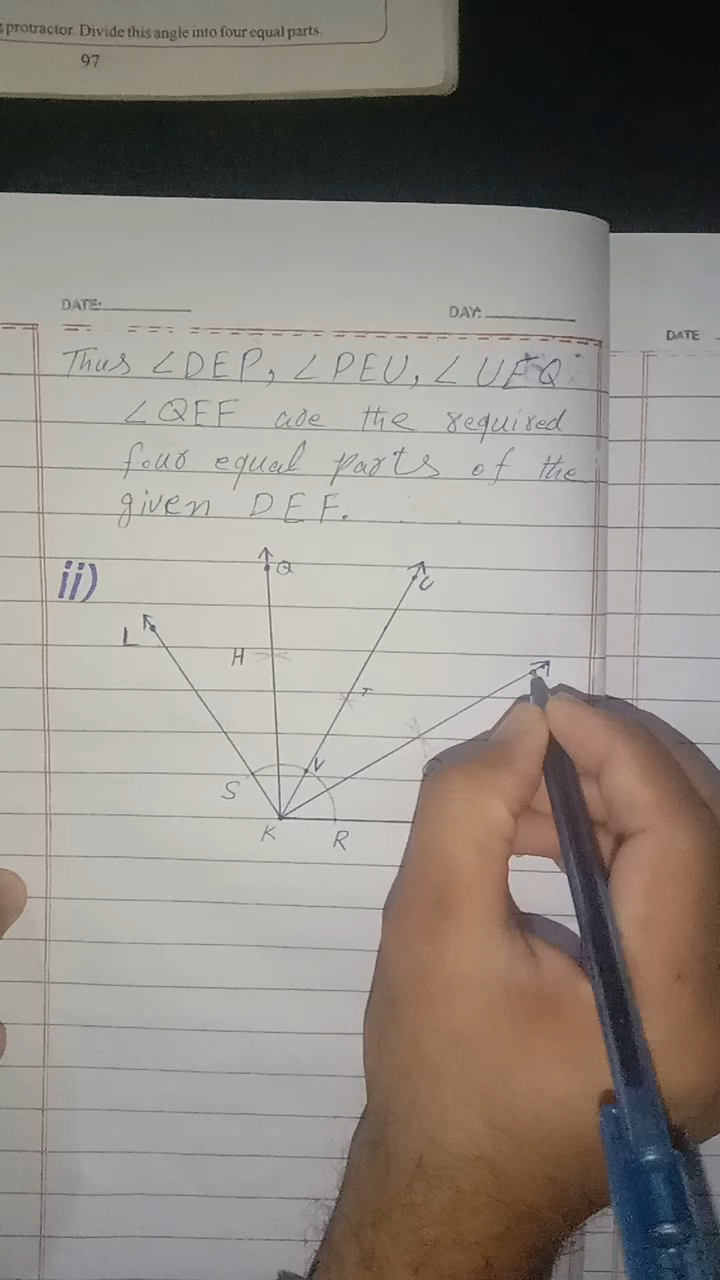 protractor. Divide this angle into four equal parts.
97
DATE:
DAY:
DATE
Thus ∠DEP, ∠PEU, ∠UEQ
∠QEF are the required
four equal parts of the
given DEF.
ii)
Q
U
L
H
T
V
S
K
R